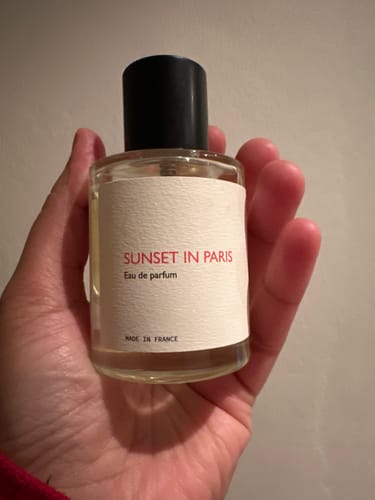 SUNSET IN PARIS
Eau de parfum
MADE IN FRANCE